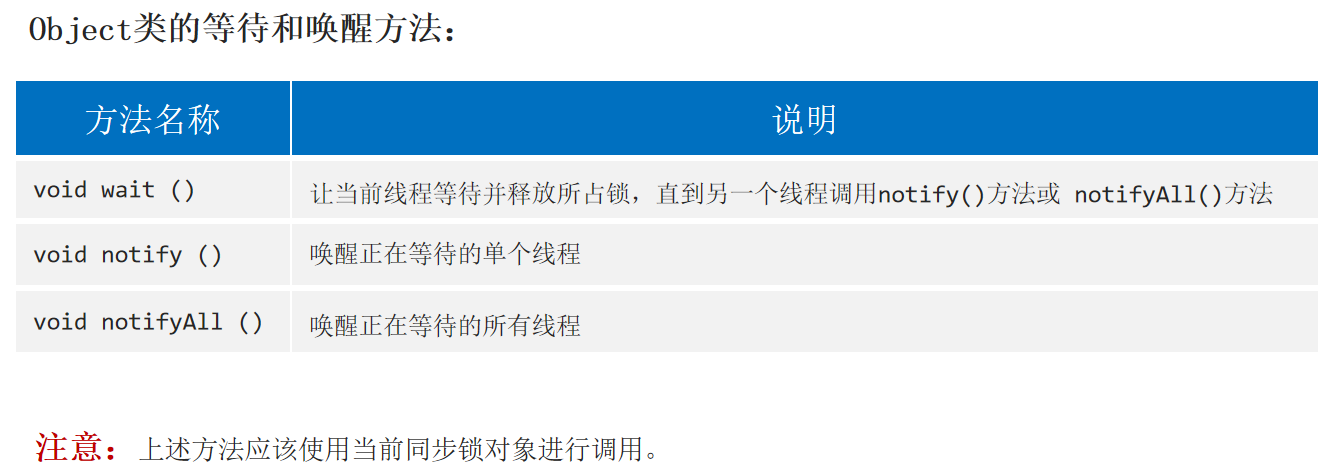 Object类的等待和唤醒方法：
方法名称 说明
void wait () 让当前线程等待并释放所占锁，直到另一个线程调用notify()方法或 notifyAll()方法
void notify () 唤醒正在等待的单个线程
void notifyAll () 唤醒正在等待的所有线程
注意：上述方法应该使用当前同步锁对象进行调用。